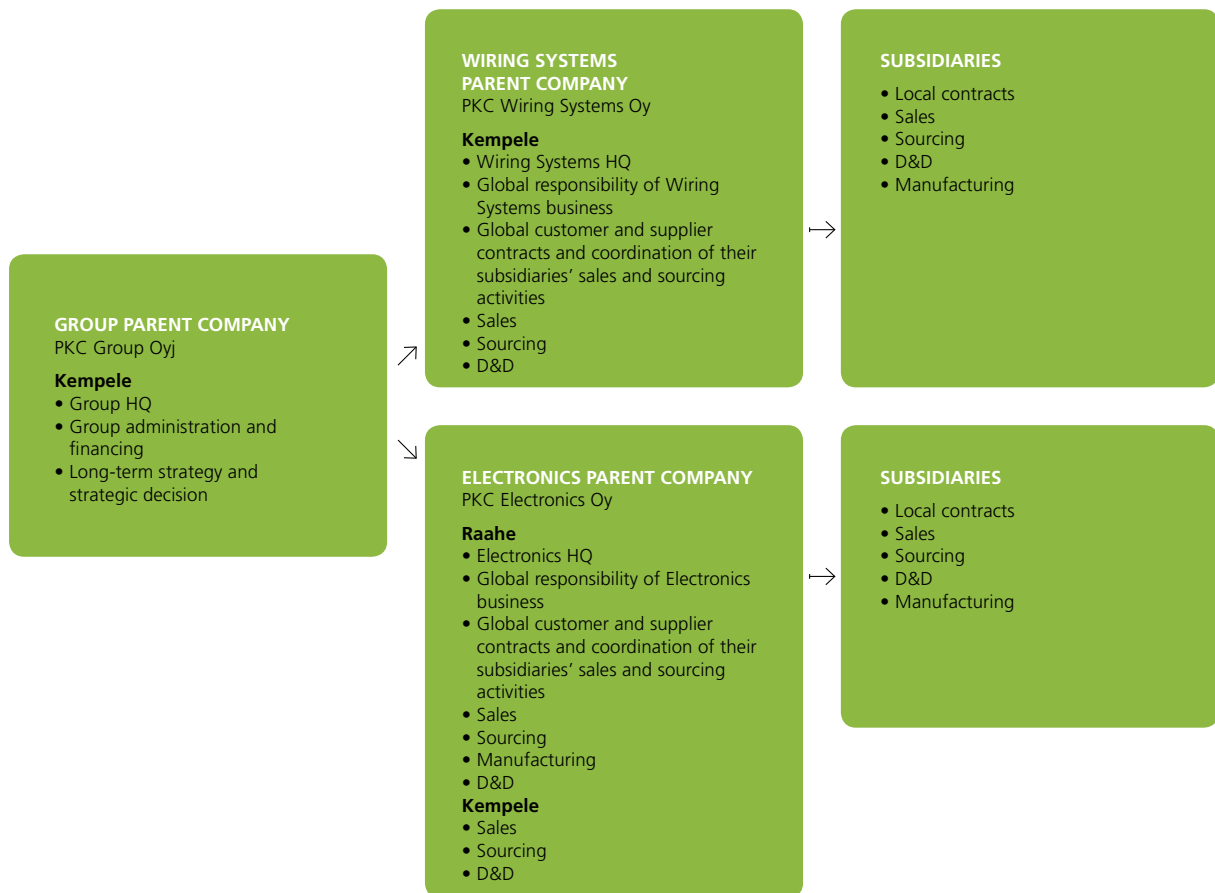 GROUP PARENT COMPANY
PKC Group Oyj
Kempele
• Group HQ
• Group administration and
financing
• Long-term strategy and
strategic decision
WIRING SYSTEMS
PARENT COMPANY
PKC Wiring Systems Oy
Kempele
• Wiring Systems HQ
• Global responsibility of Wiring
Systems business
• Global customer and supplier
contracts and coordination of their
subsidiaries’ sales and sourcing
activities
• Sales
• Sourcing
• D&D
SUBSIDIARIES
• Local contracts
• Sales
• Sourcing
• D&D
• Manufacturing
ELECTRONICS PARENT COMPANY
PKC Electronics Oy
Raahe
• Electronics HQ
• Global responsibility of Electronics
business
• Global customer and supplier
contracts and coordination of their
subsidiaries’ sales and sourcing
activities
• Sales
• Sourcing
• Manufacturing
• D&D
Kempele
• Sales
• Sourcing
• D&D
SUBSIDIARIES
• Local contracts
• Sales
• Sourcing
• D&D
• Manufacturing